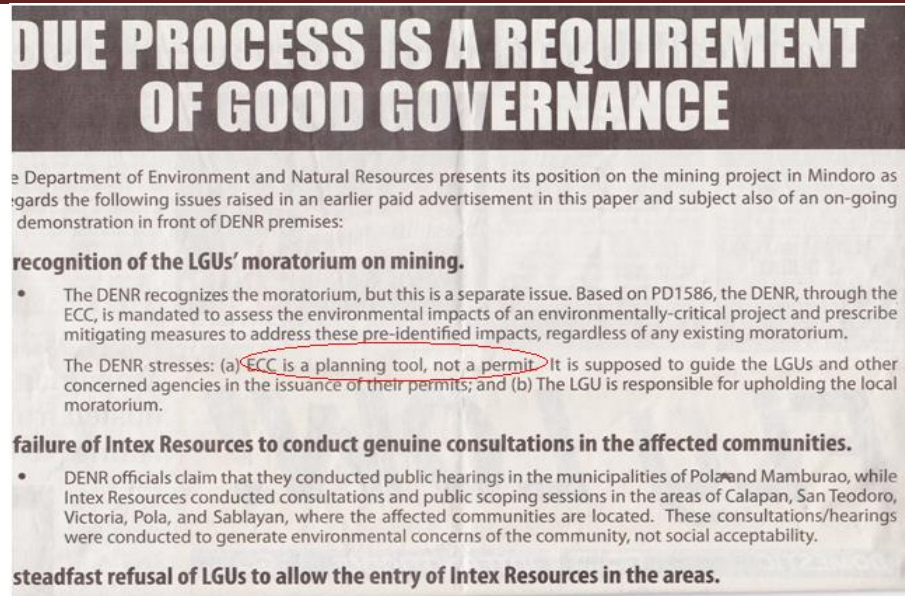 DUE PROCESS IS A REQUIREMENT
OF GOOD GOVERNANCE
e Department of Environment and Natural Resources presents its position on the mining project in Mindoro as
egards the following issues raised in an earlier paid advertisement in this paper and subject also of an on-going
demonstration in front of DENR premises:
recognition of the LGUs' moratorium on mining.
• The DENR recognizes the moratorium, but this is a separate issue. Based on PD1586, the DENR, through the
ECC, is mandated to assess the environmental impacts of an environmentally-critical project and prescribe
mitigating measures to address these pre-identified impacts, regardless of any existing moratorium.
The DENR stresses: (a) ECC is a planning tool, not a permit. It is supposed to guide the LGUs and other
concerned agencies in the issuance of their permits; and (b) The LGU is responsible for upholding the local
moratorium.
failure of Intex Resources to conduct genuine consultations in the affected communities.
• DENR officials claim that they conducted public hearings in the municipalities of Pola and Mamburao, while
Intex Resources conducted consultations and public scoping sessions in the areas of Calapan, San Teodoro,
Victoria, Pola, and Sablayan, where the affected communities are located. These consultations/hearings
were conducted to generate environmental concerns of the community, not social acceptability.
steadfast refusal of LGUs to allow the entry of Intex Resources in the areas.